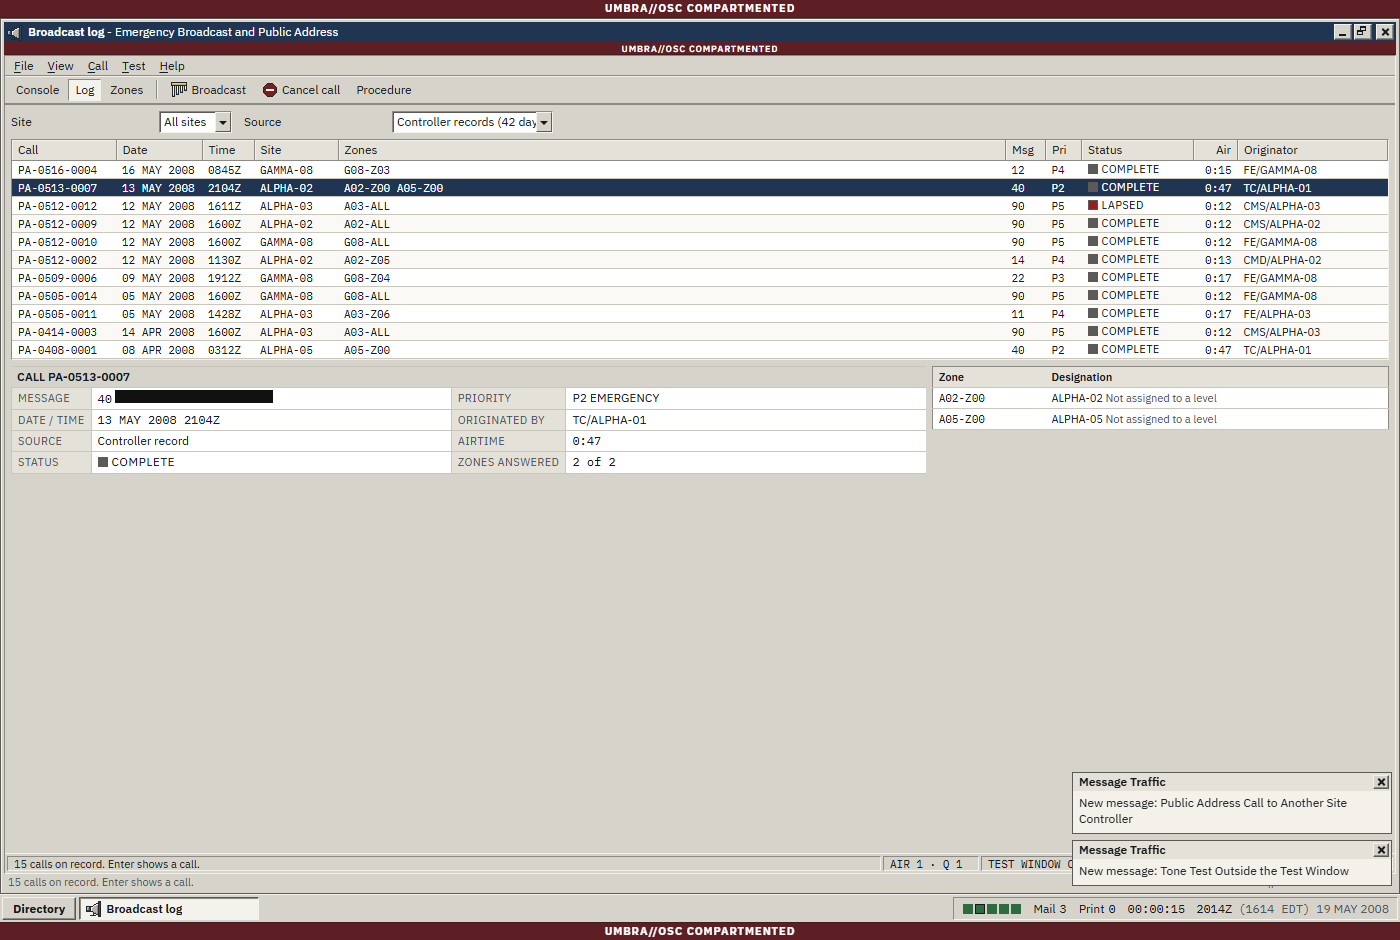 UMBRA//OSC COMPARTMENTED
Broadcast log - Emergency Broadcast and Public Address
UMBRA//OSC COMPARTMENTED
File View Call Test Help
Console Log Zones Broadcast Cancel call Procedure
Site All sites Source Controller records (42 day
Call Date Time Site Zones Msg Pri Status Air Originator
PA-0516-0004 16 MAY 2008 0845Z GAMMA-08 G08-Z03 12 P4 COMPLETE 0:15 FE/GAMMA-08
PA-0513-0007 13 MAY 2008 2104Z ALPHA-02 A02-Z00 A05-Z00 40 P2 COMPLETE 0:47 TC/ALPHA-01
PA-0512-0012 12 MAY 2008 1611Z ALPHA-03 A03-ALL 90 P5 LAPSED 0:12 CMS/ALPHA-03
PA-0512-0009 12 MAY 2008 1600Z ALPHA-02 A02-ALL 90 P5 COMPLETE 0:12 CMS/ALPHA-02
PA-0512-0010 12 MAY 2008 1600Z GAMMA-08 G08-ALL 90 P5 COMPLETE 0:12 FE/GAMMA-08
PA-0512-0002 12 MAY 2008 1130Z ALPHA-02 A02-Z05 14 P4 COMPLETE 0:13 CMD/ALPHA-02
PA-0509-0006 09 MAY 2008 1912Z GAMMA-08 G08-Z04 22 P3 COMPLETE 0:17 FE/GAMMA-08
PA-0505-0014 05 MAY 2008 1600Z GAMMA-08 G08-ALL 90 P5 COMPLETE 0:12 FE/GAMMA-08
PA-0505-0011 05 MAY 2008 1428Z ALPHA-03 A03-Z06 11 P4 COMPLETE 0:17 FE/ALPHA-03
PA-0414-0003 14 APR 2008 1600Z ALPHA-03 A03-ALL 90 P5 COMPLETE 0:12 CMS/ALPHA-03
PA-0408-0001 08 APR 2008 0312Z ALPHA-05 A05-Z00 40 P2 COMPLETE 0:47 TC/ALPHA-01
CALL PA-0513-0007
MESSAGE 40 PRIORITY P2 EMERGENCY
DATE / TIME 13 MAY 2008 2104Z ORIGINATED BY TC/ALPHA-01
SOURCE Controller record AIRTIME 0:47
STATUS COMPLETE ZONES ANSWERED 2 of 2
Zone Designation
A02-Z00 ALPHA-02 Not assigned to a level
A05-Z00 ALPHA-05 Not assigned to a level
Message Traffic
New message: Public Address Call to Another Site
Controller
Message Traffic
New message: Tone Test Outside the Test Window
15 calls on record. Enter shows a call. AIR 1 · Q 1 TEST WINDOW
15 calls on record. Enter shows a call.
Directory Broadcast log Mail 3 Print 0 00:00:15 2014Z (1614 EDT) 19 MAY 2008
UMBRA//OSC COMPARTMENTED